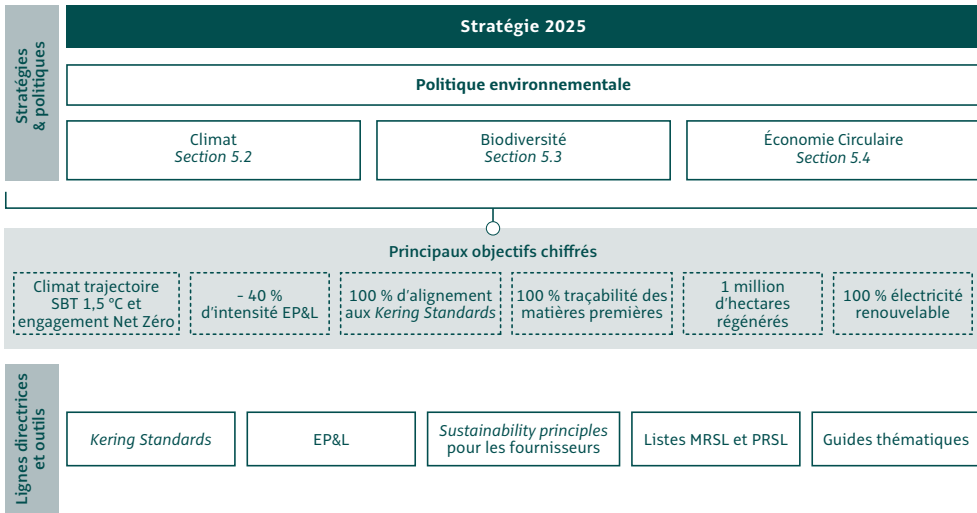 Stratégies
& politiques
Stratégie 2025
Politique environnementale
Climat
Section 5.2
Biodiversité
Section 5.3
Économie Circulaire
Section 5.4
Principaux objectifs chiffrés
Climat trajectoire
SBT 1,5 °C et
engagement Net Zéro
- 40 %
d'intensité EP&L
100 % d'alignement
aux Kering Standards
100 % traçabilité des
matières premières
1 million
d'hectares
régénérés
100 % électricité
renouvelable
Lignes directrices
et outils
Kering Standards
EP&L
Sustainability principles
pour les fournisseurs
Listes MRSL et PRSL
Guides thématiques